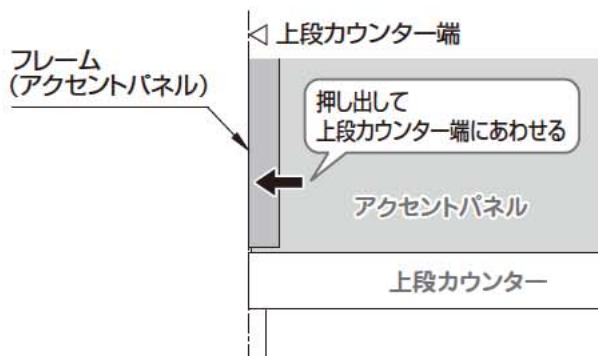 上段カウンター端
フレーム
（アクセントパネル）
押し出して
上段カウンター端にあわせる
アクセントパネル
上段カウンター